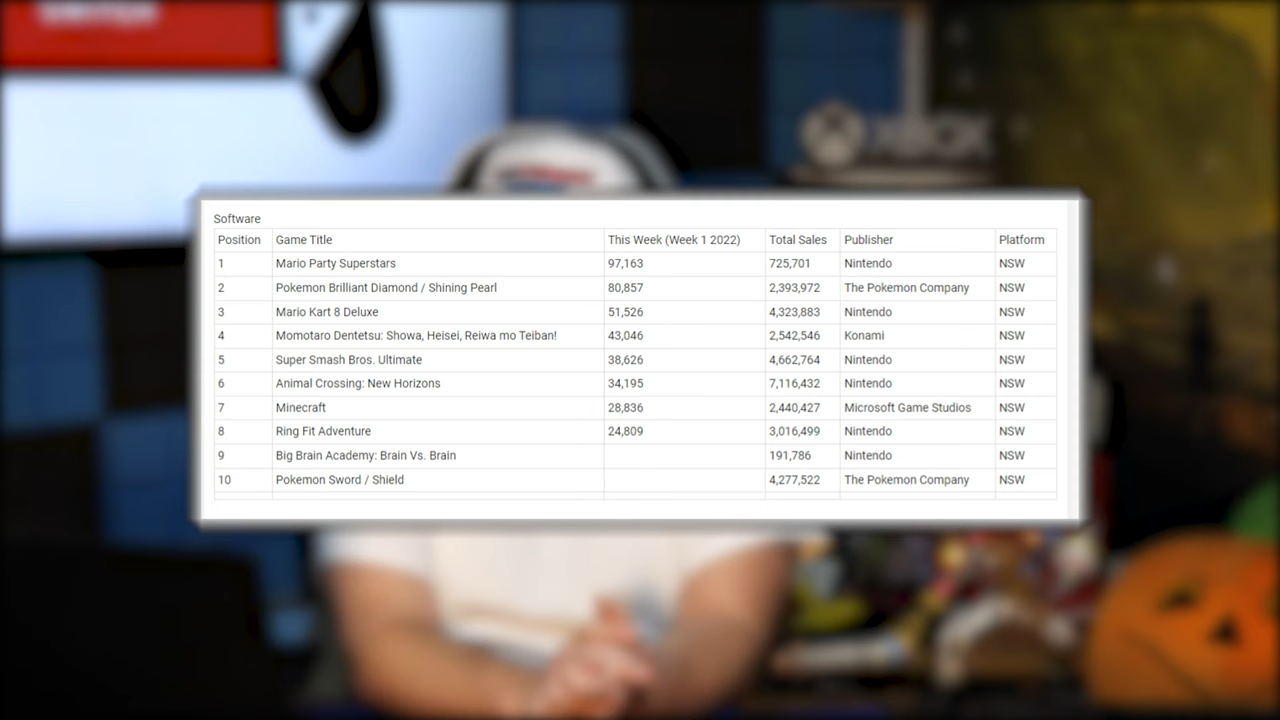 SWITCH
XBOX
Software
Position Game Title This Week (Week 1 2022) Total Sales Publisher Platform
1 Mario Party Superstars 97,163 725,701 Nintendo NSW
2 Pokemon Brilliant Diamond / Shining Pearl 80,857 2,393,972 The Pokemon Company NSW
3 Mario Kart 8 Deluxe 51,526 4,323,883 Nintendo NSW
4 Momotaro Dentetsu: Showa, Heisei, Reiwa mo Teiban! 43,046 2,542,546 Konami NSW
5 Super Smash Bros. Ultimate 38,626 4,662,764 Nintendo NSW
6 Animal Crossing: New Horizons 34,195 7,116,432 Nintendo NSW
7 Minecraft 28,836 2,440,427 Microsoft Game Studios NSW
8 Ring Fit Adventure 24,809 3,016,499 Nintendo NSW
9 Big Brain Academy: Brain Vs. Brain 191,786 Nintendo NSW
10 Pokemon Sword / Shield 4,277,522 The Pokemon Company NSW